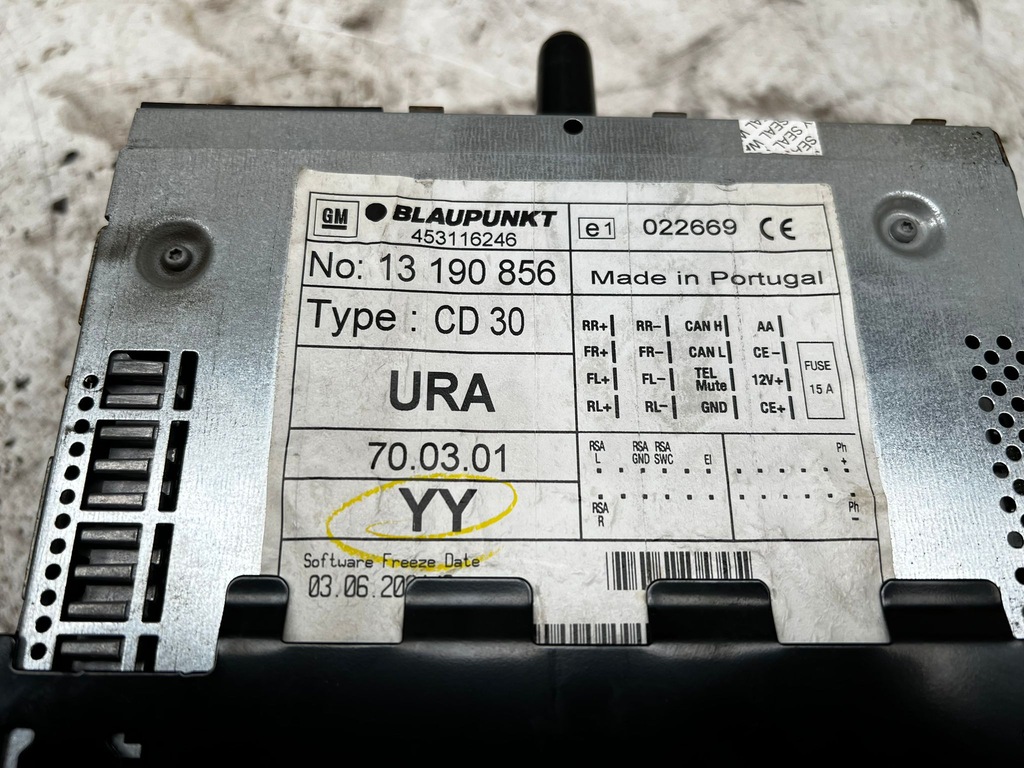 GM BLAUPUNKT
453116246
e1 022669 CE
No: 13 190 856
Made in Portugal
Type : CD 30
URA
70.03.01
YY
Software Freeze Date
03.06.20
RR+ RR- CAN H AA
FR+ FR- CAN L CE-
FL+ FL- TEL Mute 12V+
RL+ RL- GND CE+
FUSE
15 A
RSA L RSA GND RSA SWC EI Ph +
RSA R Ph -
SEAL